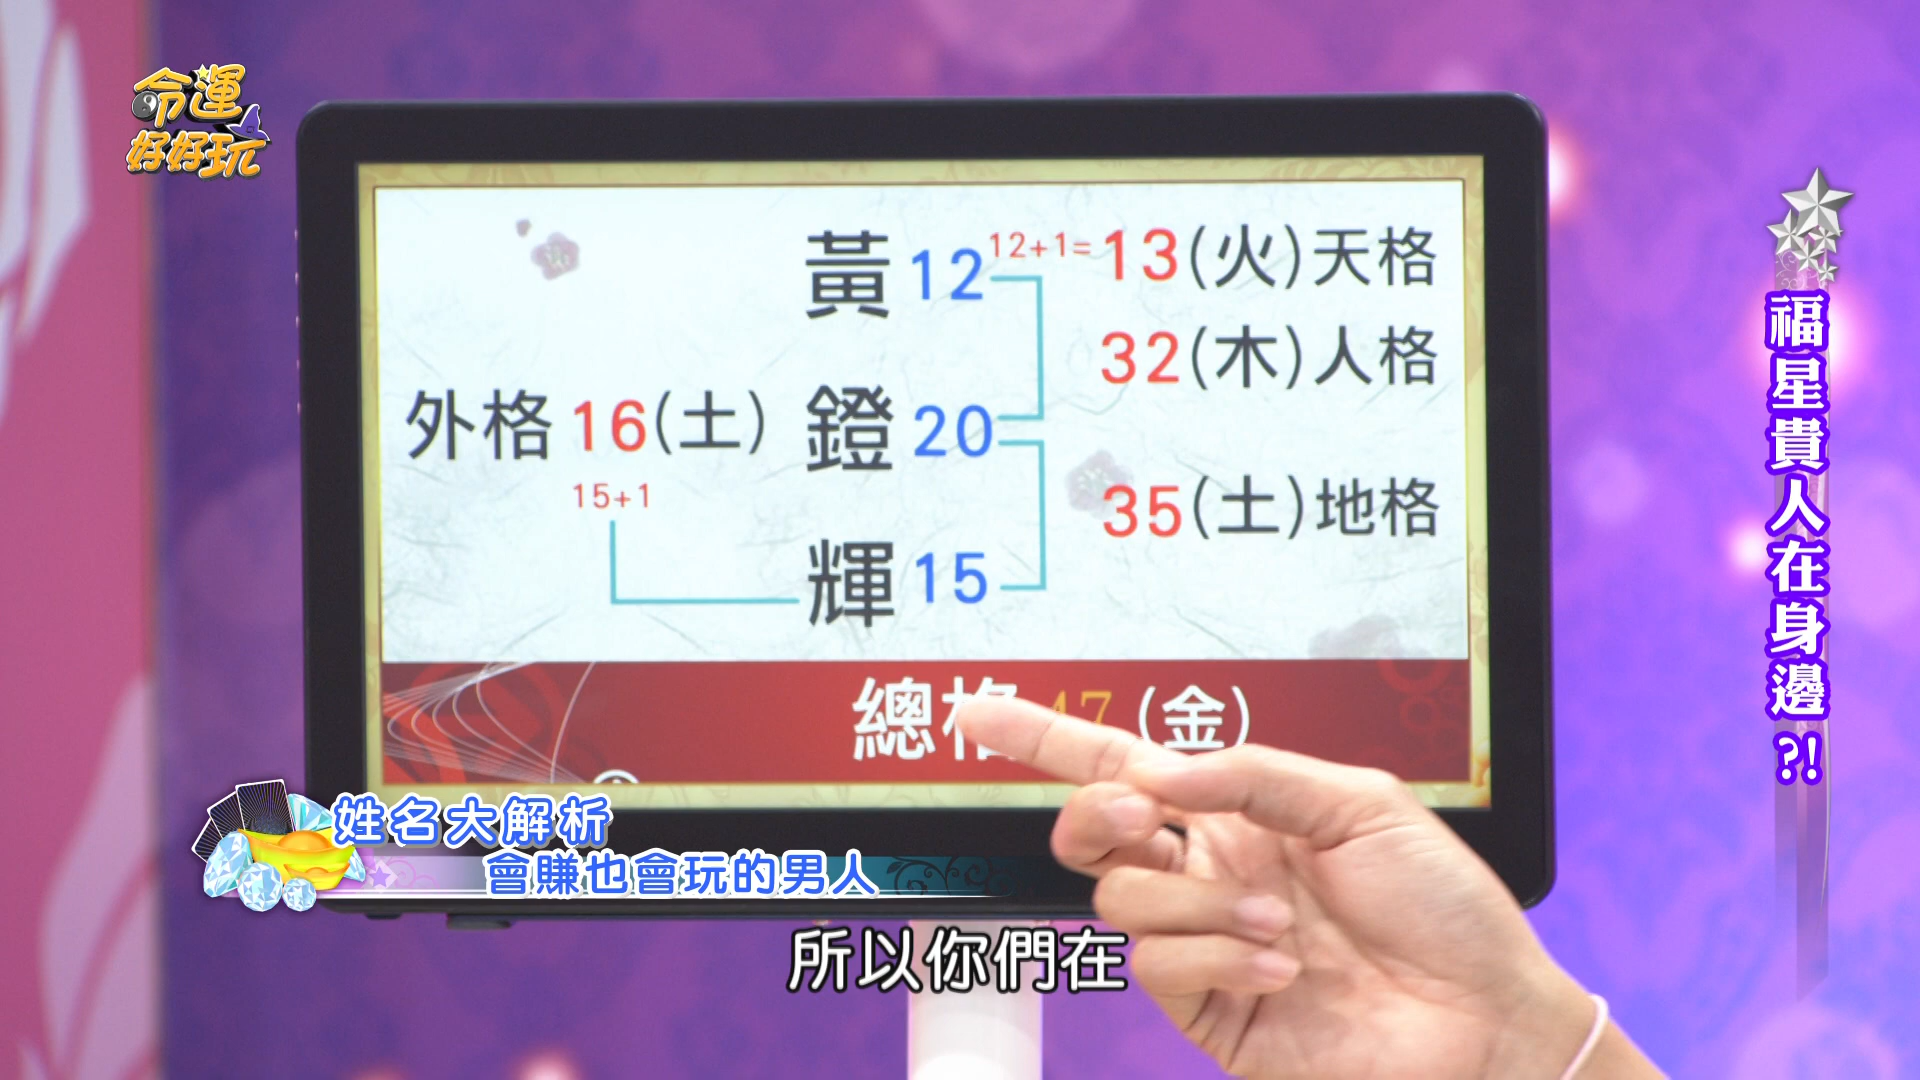 命運
好好玩
黃 12 12+1=13(火)天格
32(木)人格
外格 16(土) 鐙 20
15+1
35(土)地格
輝 15
總格 47 (金)
福星貴人在身邊?!
姓名大解析
會賺也會玩的男人
所以你們在